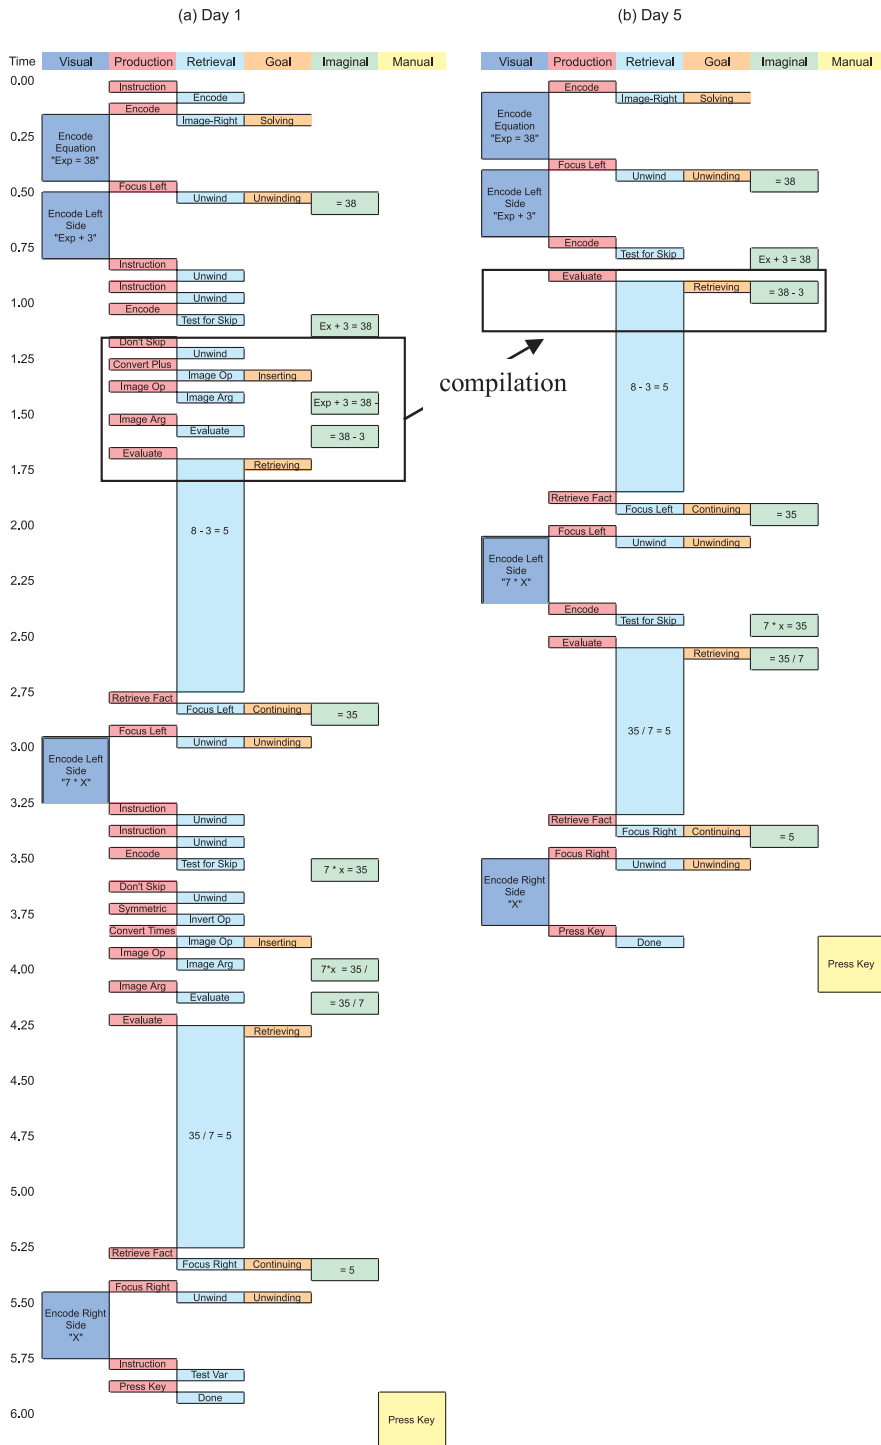 (a) Day 1
(b) Day 5
Time Visual Production Retrieval Goal Imaginal Manual
Visual Production Retrieval Goal Imaginal Manual
0.00
Instruction
Encode
Encode
Image-Right Solving
0.25
Encode
Equation
"Exp = 38"
Focus Left
0.50
Unwind Unwinding
= 38
Encode Left
Side
"Exp + 3"
0.75
Instruction
Unwind
Instruction
1.00
Unwind
Encode
Test for Skip
Ex + 3 = 38
Don't Skip
1.25
Unwind
Convert Plus
Image Op Inserting
Image Op
Image Arg
Exp + 3 = 38 -
1.50
Image Arg
Evaluate
= 38 - 3
Evaluate
1.75
Retrieving
2.00
8 - 3 = 5
2.25
2.50
2.75
Retrieve Fact
Focus Left Continuing
= 35
Focus Left
3.00
Unwind Unwinding
Encode Left
Side
"7 * X"
3.25
Instruction
Unwind
Instruction
Unwind
Encode
3.50
Test for Skip
7 * x = 35
Don't Skip
Unwind
Symmetric
3.75
Invert Op
Convert Times
Image Op Inserting
Image Op
4.00
Image Arg
7*x = 35 /
Image Arg
Evaluate
= 35 / 7
Evaluate
4.25
Retrieving
4.50
4.75
35 / 7 = 5
5.00
5.25
Retrieve Fact
Focus Right Continuing
= 5
Focus Right
5.50
Unwind Unwinding
Encode Right
Side
"X"
5.75
Instruction
Test Var
Press Key
Done
6.00
Press Key
compilation
Encode
Image-Right Solving
Encode
Equation
"Exp = 38"
Focus Left
Unwind Unwinding
= 38
Encode Left
Side
"Exp + 3"
Encode
Test for Skip
Ex + 3 = 38
Evaluate
Retrieving
= 38 - 3
8 - 3 = 5
Retrieve Fact
Focus Left Continuing
= 35
Focus Left
Unwind Unwinding
Encode Left
Side
"7 * X"
Encode
Test for Skip
7 * x = 35
Evaluate
Retrieving
= 35 / 7
35 / 7 = 5
Retrieve Fact
Focus Right Continuing
= 5
Focus Right
Unwind Unwinding
Encode Right
Side
"X"
Press Key
Done
Press Key